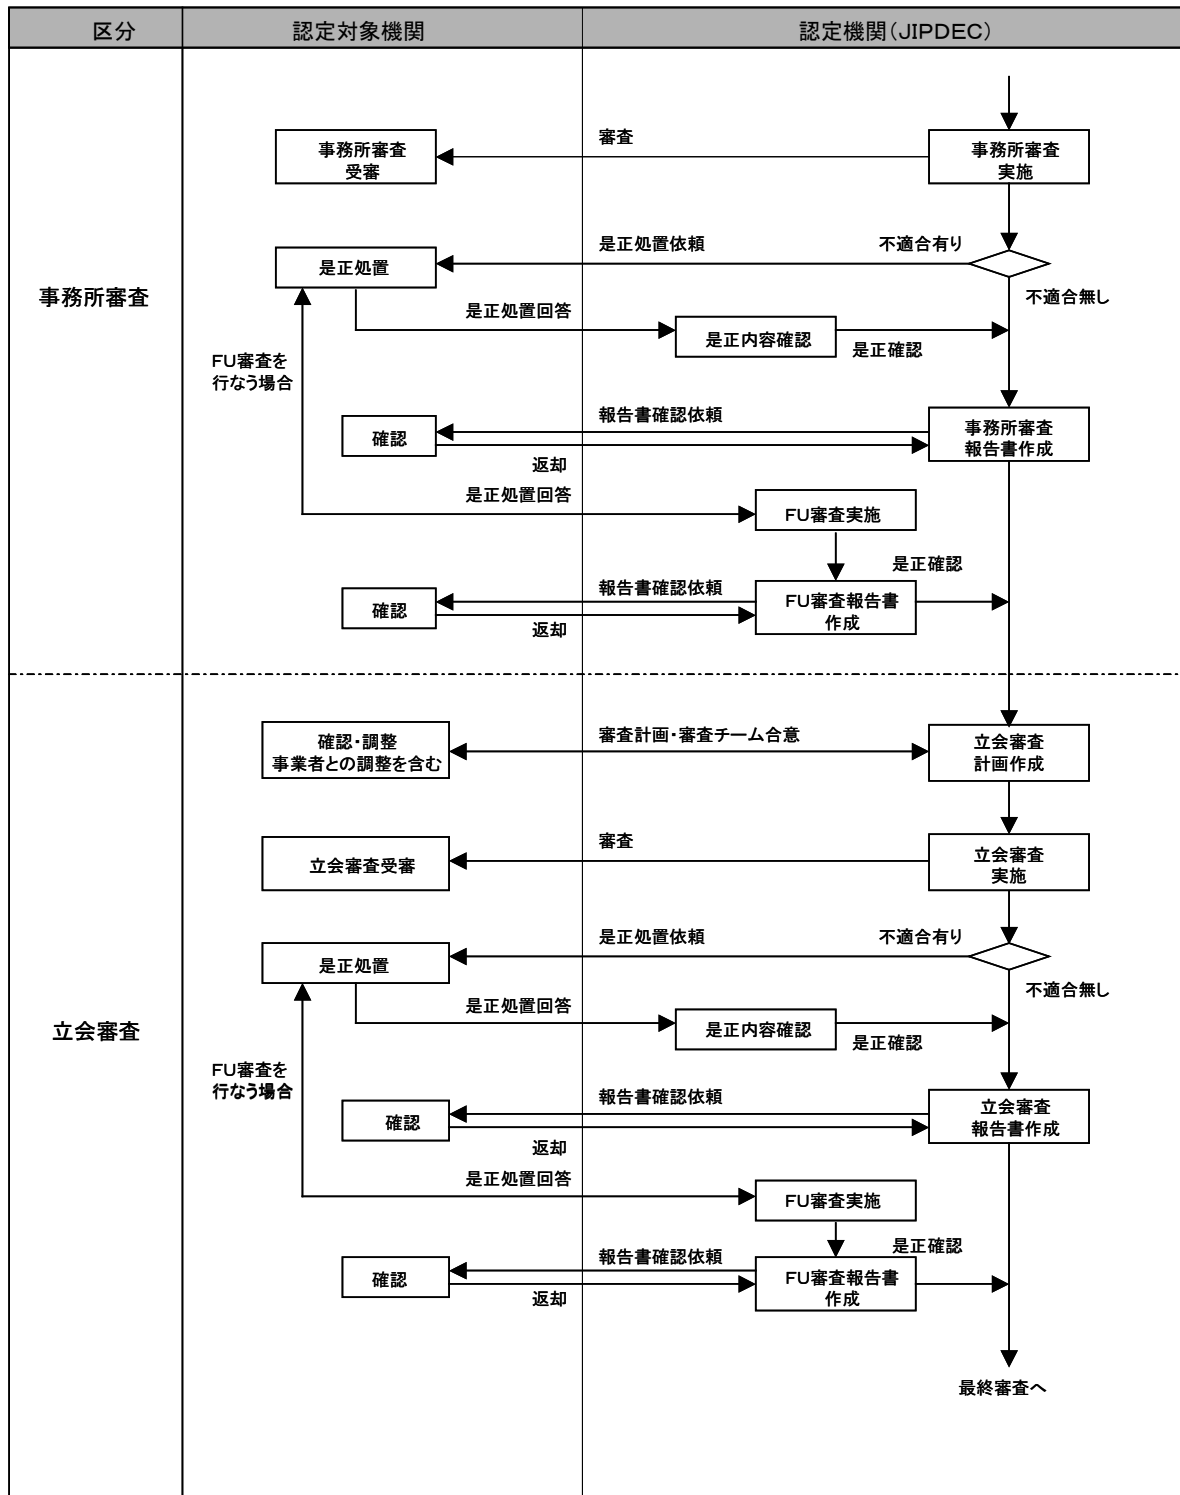 区分
認定対象機関
認定機関（JIPDEC）
審査
事務所審査
受審
事務所審査
実施
是正処置依頼
不適合有り
是正処置
事務所審査
不適合無し
是正処置回答
是正内容確認
是正確認
FU審査を
行なう場合
報告書確認依頼
確認
事務所審査
報告書作成
返却
是正処置回答
FU審査実施
是正確認
報告書確認依頼
確認
FU審査報告書
作成
返却
確認・調整
事業者との調整を含む
審査計画・審査チーム合意
立会審査
計画作成
審査
立会審査受審
立会審査
実施
是正処置依頼
不適合有り
是正処置
不適合無し
是正処置回答
立会審査
是正内容確認
是正確認
FU審査を
行なう場合
報告書確認依頼
確認
立会審査
報告書作成
返却
是正処置回答
FU審査実施
是正確認
報告書確認依頼
確認
FU審査報告書
作成
返却
最終審査へ